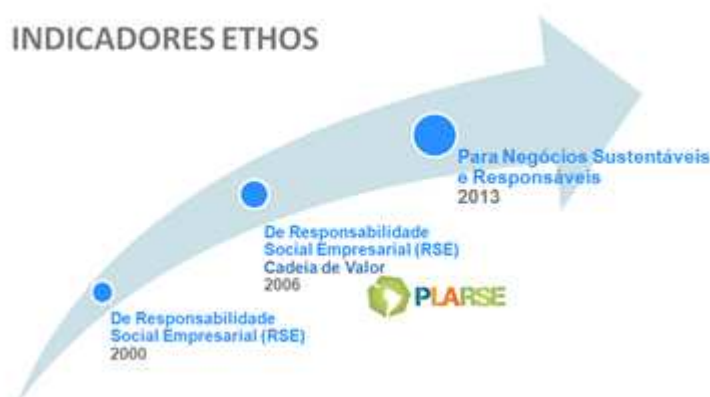 INDICADORES ETHOS
Para Negócios Sustentáveis
e Responsáveis
2013
De Responsabilidade
Social Empresarial (RSE)
Cadeia de Valor
2006
PLARSE
De Responsabilidade
Social Empresarial (RSE)
2000